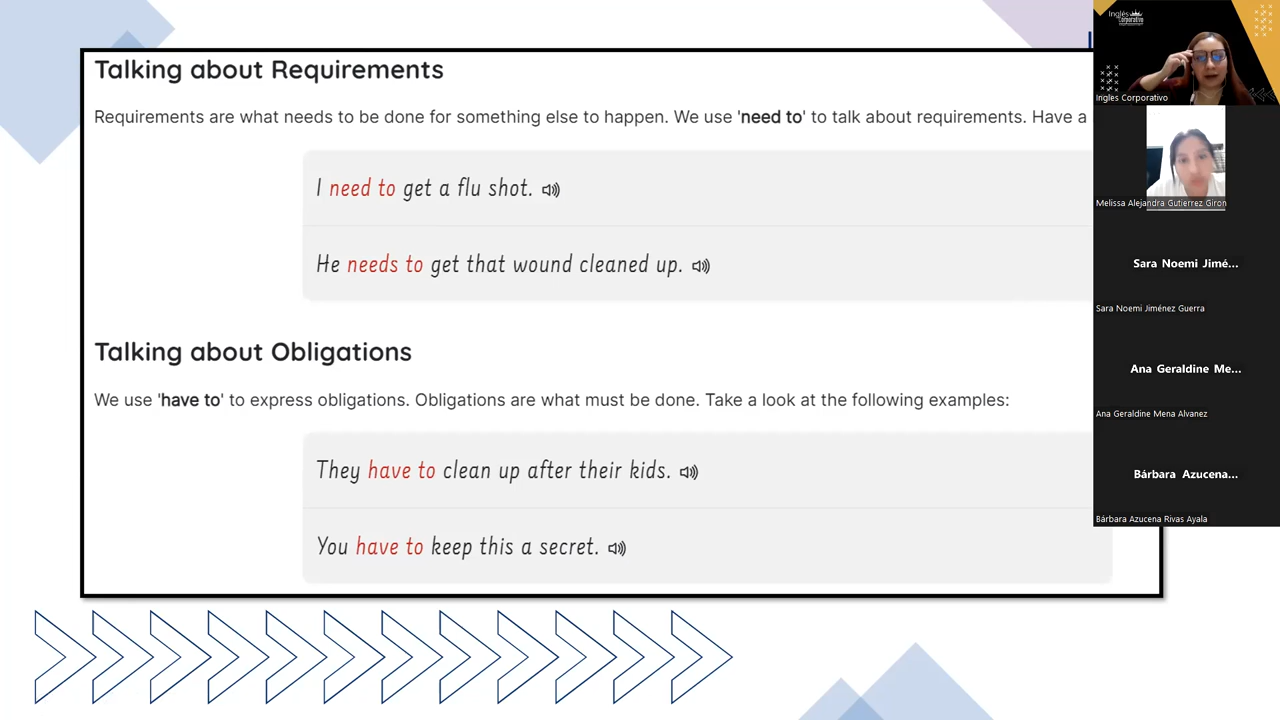 Talking about Requirements
Requirements are what needs to be done for something else to happen. We use 'need to' to talk about requirements. Have a
I need to get a flu shot.
He needs to get that wound cleaned up.
Talking about Obligations
We use 'have to' to express obligations. Obligations are what must be done. Take a look at the following examples:
They have to clean up after their kids.
You have to keep this a secret.
Inglés
Corporativo
Ingles Corporativo
Melissa Alejandra Gutierrez Giron
Sara Noemi Jimé...
Sara Noemi Jiménez Guerra
Ana Geraldine Me...
Ana Geraldine Mena Alvanez
Bárbara Azucena...
Bárbara Azucena Rivas Ayala